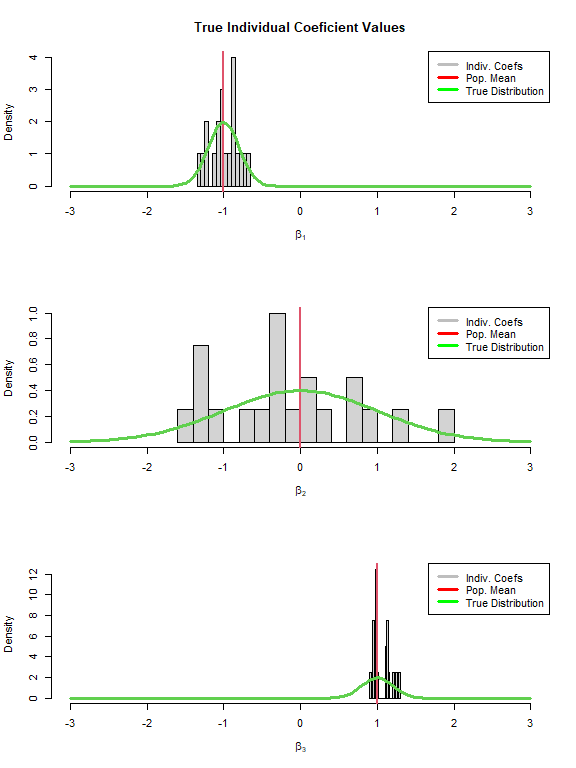 True Individual Coeficient Values
Density
0 1 2 3 4
Indiv. Coefs
Pop. Mean
True Distribution
-3 -2 -1 0 1 2 3
β1
Density
0.0 0.2 0.4 0.6 0.8 1.0
Indiv. Coefs
Pop. Mean
True Distribution
-3 -2 -1 0 1 2 3
β2
Density
0 2 4 6 8 10 12
Indiv. Coefs
Pop. Mean
True Distribution
-3 -2 -1 0 1 2 3
β3